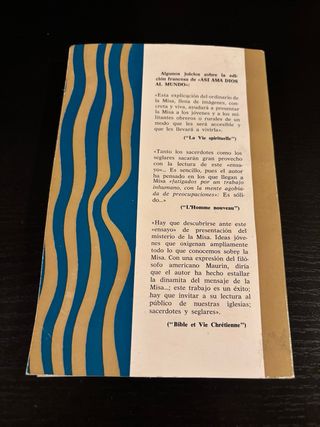 Algunos juicios sobre la edi-
ción francesa de «ASI AMA DIOS
AL MUNDO»:
«Esta explicación del ordinario de
la Misa, llena de imágenes, con-
creta y viva, ayudará a presentar
la Misa a los jóvenes y a los mi-
litantes obreros o rurales de un
modo que les será accesible y
que les llevará a vivirla».
("La Vie spirituelle")
«Tanto los sacerdotes como los
seglares sacarán gran provecho
con la lectura de este «ensa-
yo»... Es sencillo, pues el autor
ha pensado en los que llegan a
Misa «fatigados por un trabajo
inhumano, con la mente agobia-
da de preocupaciones»: Es sóli-
do...»
("L'Homme nouveau")
«Hay que descubrirse ante este
«ensayo» de presentación del
misterio de la Misa. Ideas jóve-
nes que oxigenan ampliamente
todo lo que conocemos sobre la
Misa. Con una expresión del filó-
sofo americano Maurin, diría
que el autor ha hecho estallar
la dinamita del mensaje de la
Misa...; este trabajo es un éxito;
hay que invitar a su lectura al
público de nuestras iglesias;
sacerdotes y seglares».
("Bible et Vie Chrétienne")